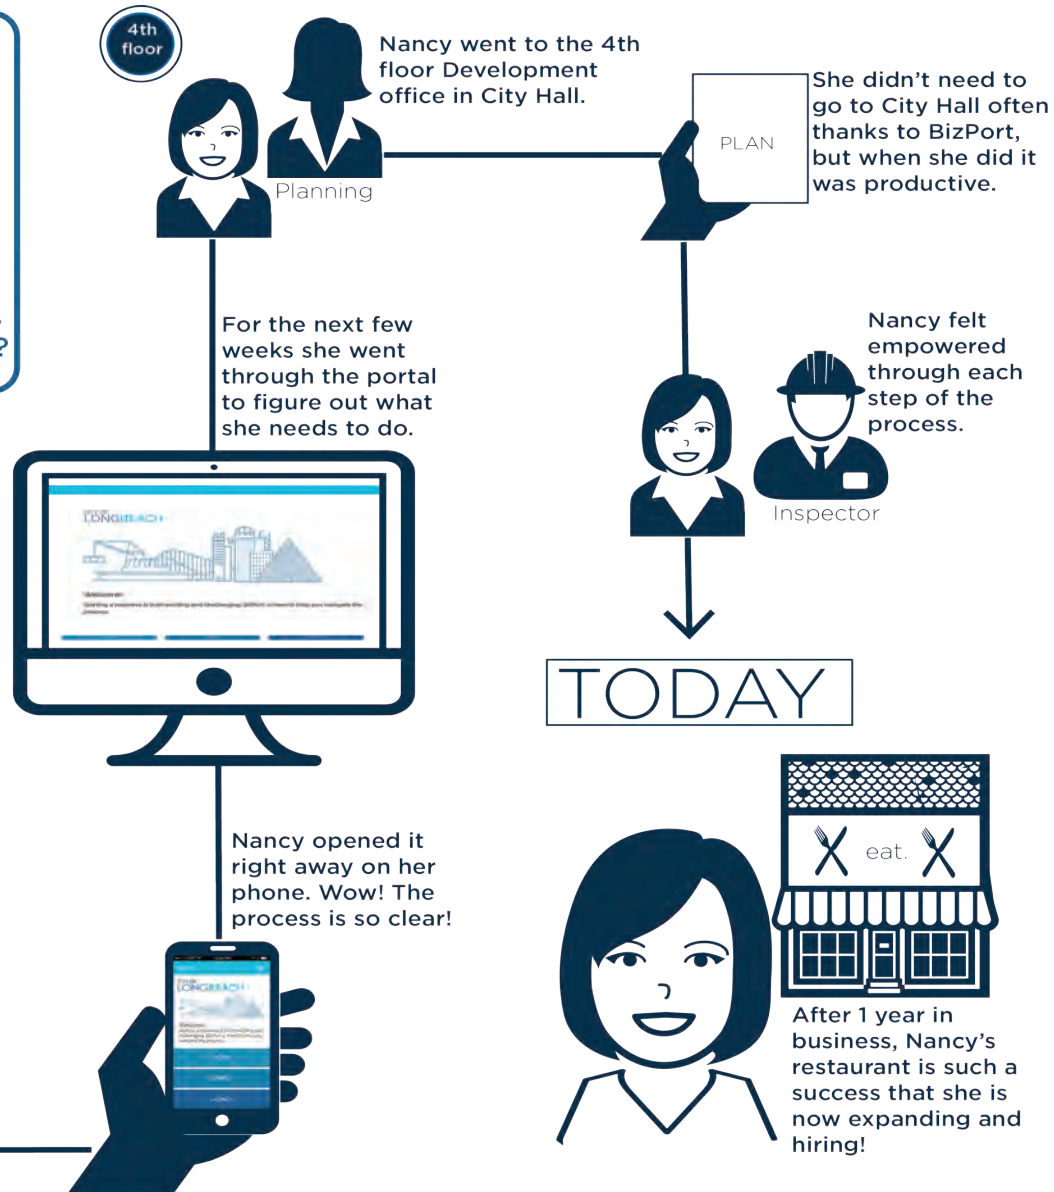 4th
floor
Nancy went to the 4th
floor Development
office in City Hall.
Planning
PLAN
She didn't need to
go to City Hall often
thanks to BizPort,
but when she did it
was productive.
?
For the next few
weeks she went
through the portal
to figure out what
she needs to do.
Nancy felt
empowered
through each
step of the
process.
Inspector
LONGBEACH
TODAY
Nancy opened it
right away on her
phone. Wow! The
process is so clear!
LONGBEACH
eat.
After 1 year in
business, Nancy's
restaurant is such a
success that she is
now expanding and
hiring!